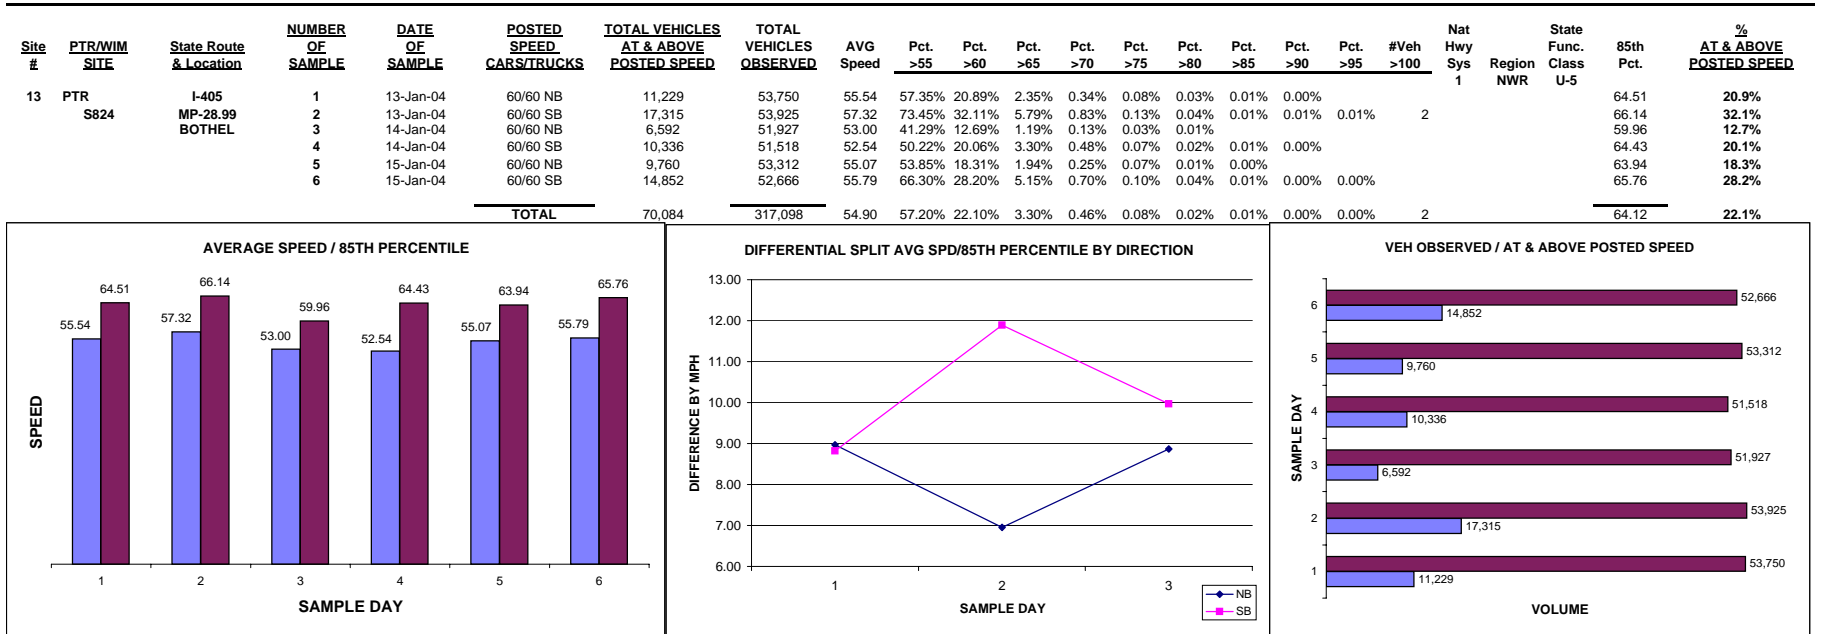 Site # PTR/WIM SITE State Route & Location NUMBER OF SAMPLE DATE OF SAMPLE POSTED SPEED CARS/TRUCKS TOTAL VEHICLES AT & ABOVE POSTED SPEED TOTAL VEHICLES OBSERVED AVG Speed Pct. >55 Pct. >60 Pct. >65 Pct. >70 Pct. >75 Pct. >80 Pct. >85 Pct. >90 Pct. >95 #Veh >100 Nat Hwy Sys Region State Func. Class 85th Pct. % AT & ABOVE POSTED SPEED
1 NWR U-5
13 PTR I-405 1 13-Jan-04 60/60 NB 11,229 53,750 55.54 57.35% 20.89% 2.35% 0.34% 0.08% 0.03% 0.01% 0.00% 64.51 20.9%
S824 MP-28.99 2 13-Jan-04 60/60 SB 17,315 53,925 57.32 73.45% 32.11% 5.79% 0.83% 0.13% 0.04% 0.01% 0.01% 0.01% 2 66.14 32.1%
BOTHEL 3 14-Jan-04 60/60 NB 6,592 51,927 53.00 41.29% 12.69% 1.19% 0.13% 0.03% 0.01% 59.96 12.7%
4 14-Jan-04 60/60 SB 10,336 51,518 52.54 50.22% 20.06% 3.30% 0.48% 0.07% 0.02% 0.01% 0.00% 64.43 20.1%
5 15-Jan-04 60/60 NB 9,760 53,312 55.07 53.85% 18.31% 1.94% 0.25% 0.07% 0.01% 0.00% 63.94 18.3%
6 15-Jan-04 60/60 SB 14,852 52,666 55.79 66.30% 28.20% 5.15% 0.70% 0.10% 0.04% 0.01% 0.00% 0.00% 65.76 28.2%
TOTAL 70,084 317,098 54.90 57.20% 22.10% 3.30% 0.46% 0.08% 0.02% 0.01% 0.00% 0.00% 2 64.12 22.1%
AVERAGE SPEED / 85TH PERCENTILE
SPEED
55.54 64.51 57.32 66.14 53.00 59.96 52.54 64.43 55.07 63.94 55.79 65.76
1 2 3 4 5 6
SAMPLE DAY
DIFFERENTIAL SPLIT AVG SPD/85TH PERCENTILE BY DIRECTION
DIFFERENCE BY MPH
13.00
12.00
11.00
10.00
9.00
8.00
7.00
6.00
1 2 3
SAMPLE DAY
NB
SB
VEH OBSERVED / AT & ABOVE POSTED SPEED
SAMPLE DAY
6 52,666
14,852
5 53,312
9,760
4 51,518
10,336
3 51,927
6,592
2 53,925
17,315
1 53,750
11,229
VOLUME